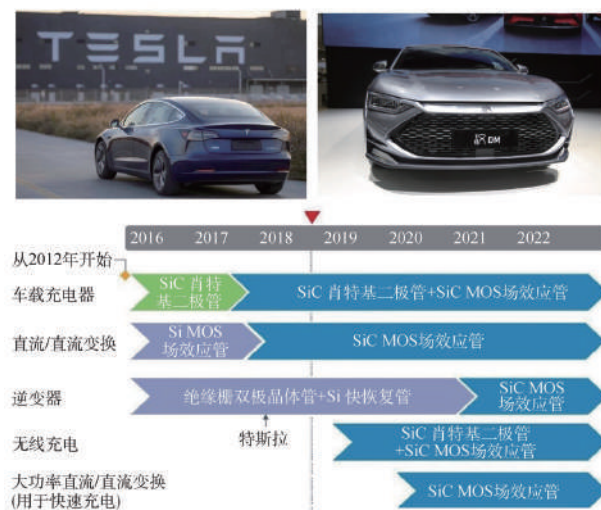 TESLA
汉 DM
2016 2017 2018 2019 2020 2021 2022
从2012年开始
车载充电器
SiC 肖特
基二极管
SiC 肖特基二极管+SiC MOS场效应管
直流/直流变换
Si MOS
场效应管
SiC MOS场效应管
逆变器
绝缘栅双极晶体管+Si 快恢复管
SiC MOS
场效应管
特斯拉
无线充电
SiC 肖特基二极管
+SiC MOS场效应管
大功率直流/直流变换
(用于快速充电)
SiC MOS场效应管